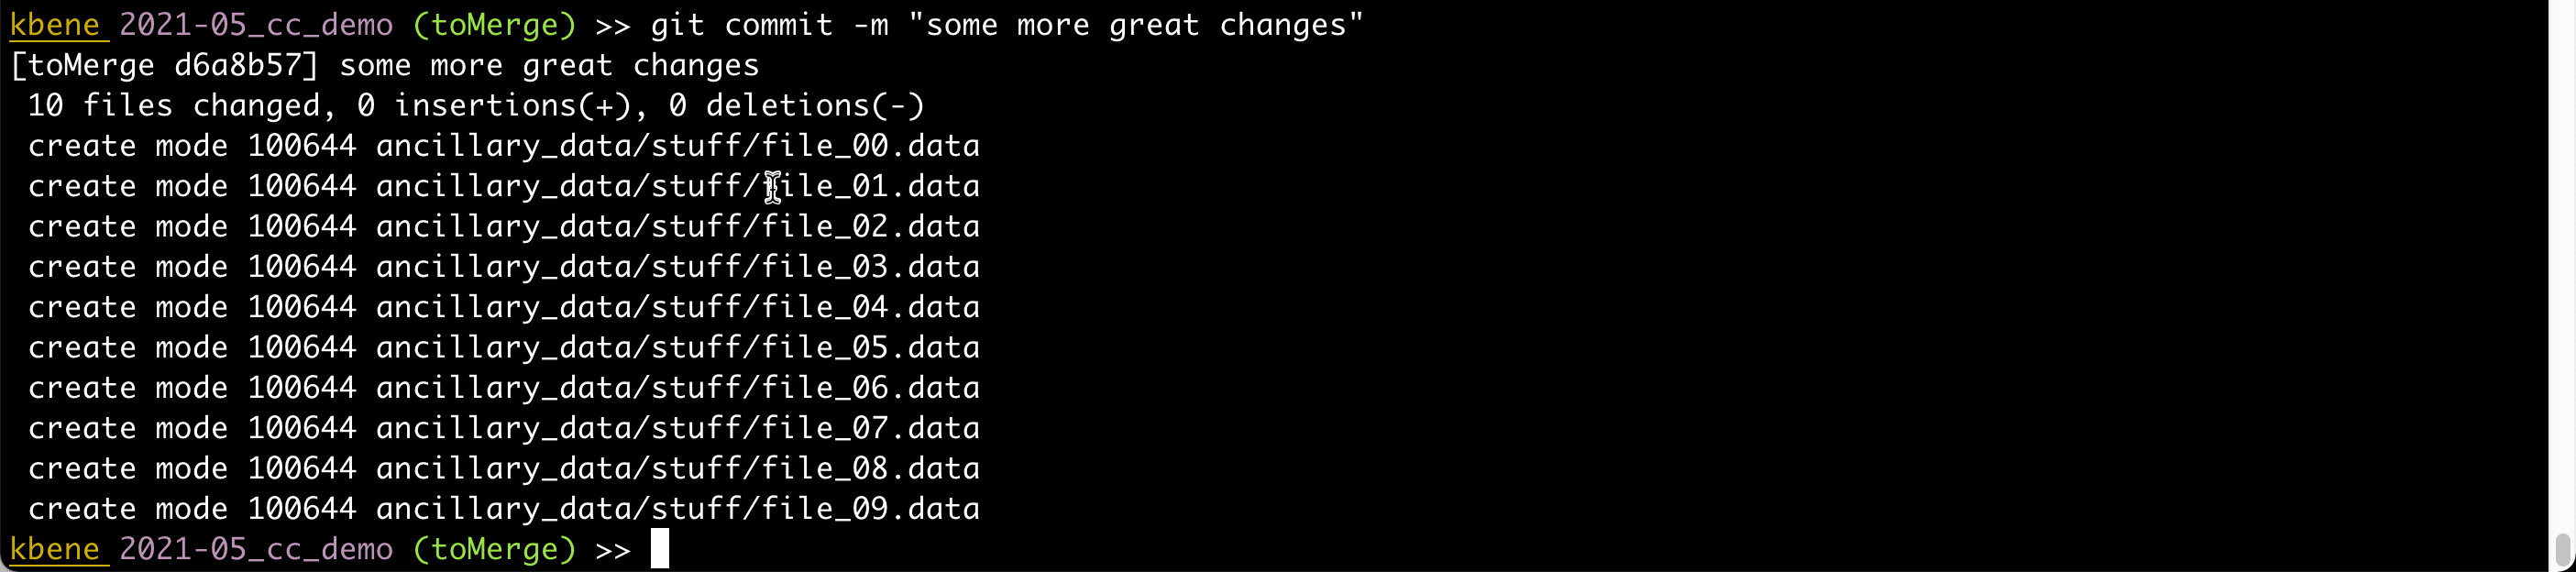 kbene 2021-05_cc_demo (toMerge) >> git commit -m "some more great changes"
[toMerge d6a8b57] some more great changes
 10 files changed, 0 insertions(+), 0 deletions(-)
 create mode 100644 ancillary_data/stuff/file_00.data
 create mode 100644 ancillary_data/stuff/file_01.data
 create mode 100644 ancillary_data/stuff/file_02.data
 create mode 100644 ancillary_data/stuff/file_03.data
 create mode 100644 ancillary_data/stuff/file_04.data
 create mode 100644 ancillary_data/stuff/file_05.data
 create mode 100644 ancillary_data/stuff/file_06.data
 create mode 100644 ancillary_data/stuff/file_07.data
 create mode 100644 ancillary_data/stuff/file_08.data
 create mode 100644 ancillary_data/stuff/file_09.data
kbene 2021-05_cc_demo (toMerge) >>